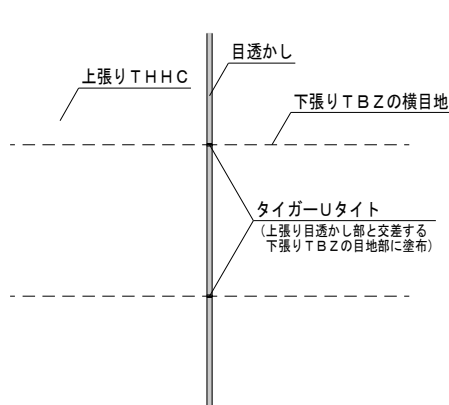 目透かし
上張りTHHC
下張りTBZの横目地
タイガーUタイト
(上張り目透かし部と交差する
下張りTBZの目地部に塗布)